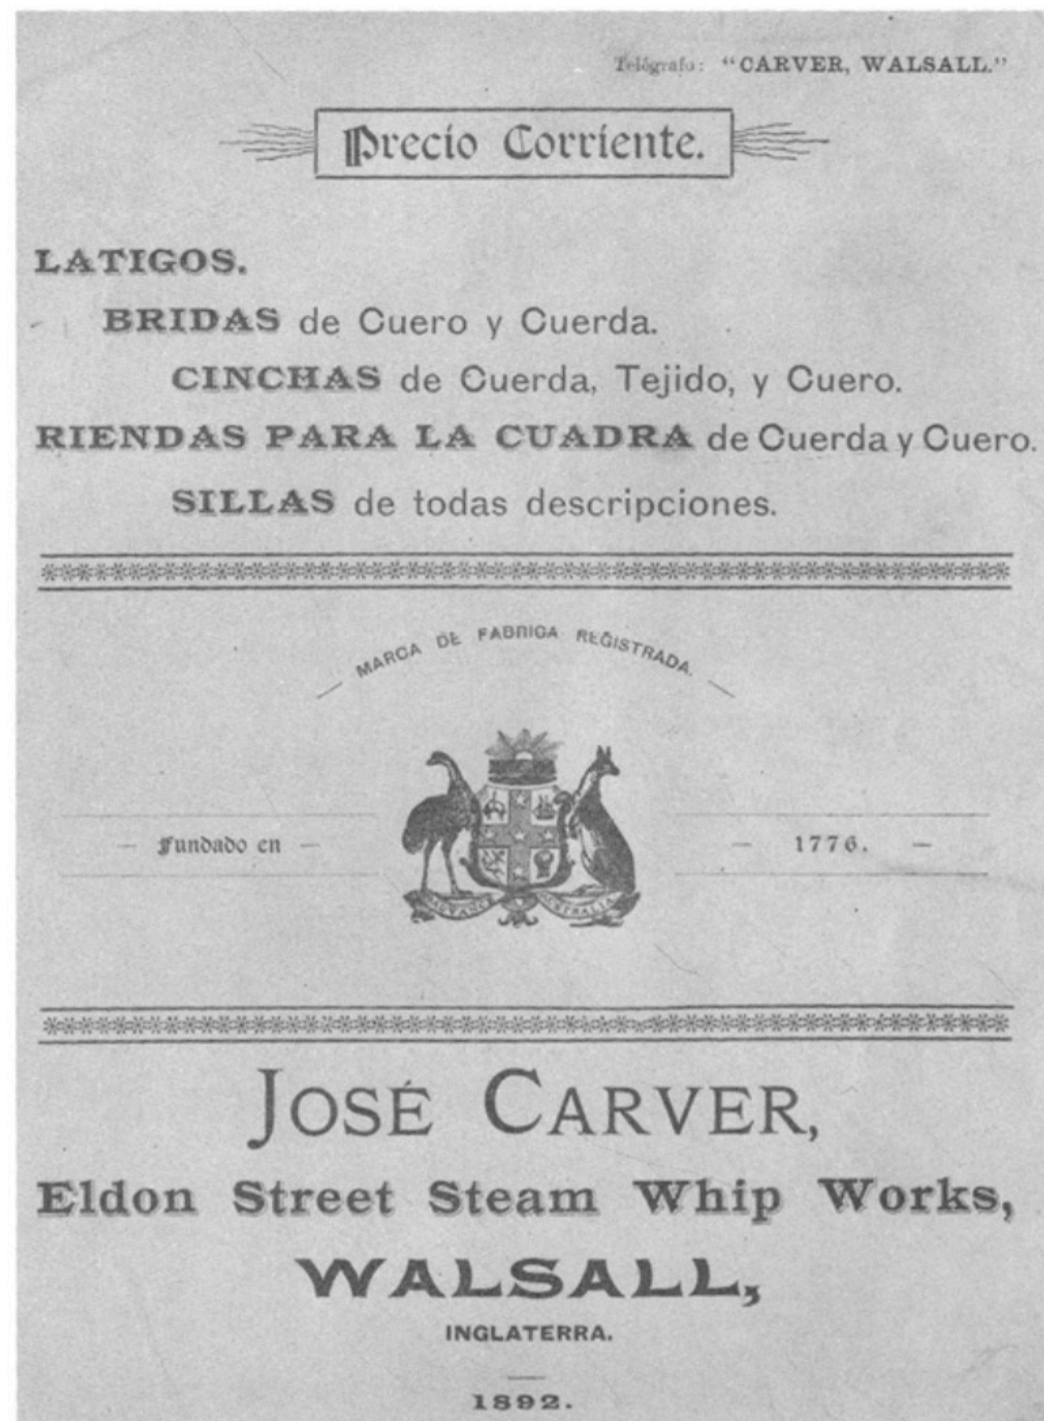 Telégrafo: "CARVER, WALSALL."
Precio Corriente.
LATIGOS.
BRIDAS de Cuero y Cuerda.
CINCHAS de Cuerda, Tejido, y Cuero.
RIENDAS PARA LA CUADRA de Cuerda y Cuero.
SILLAS de todas descripciones.
— MARCA DE FABRICA REGISTRADA. —
— Fundado en — — 1776. —
ADVANCE AUSTRALIA
JOSÉ CARVER,
Eldon Street Steam Whip Works,
WALSALL,
INGLATERRA.
1892.